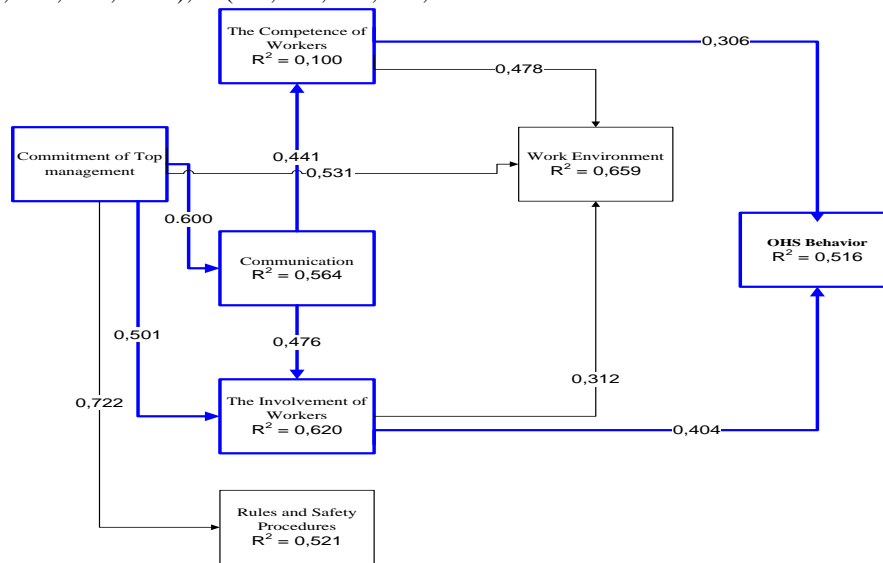 The Competence of
Workers
R² = 0,100
0,306
0,478
Commitment of Top
management
0,441
0,531
Work Environment
R² = 0,659
0.600
OHS Behavior
R² = 0,516
Communication
R² = 0,564
0,501
0,476
0,722
The Involvement of
Workers
R² = 0,620
0,312
0,404
Rules and Safety
Procedures
R² = 0,521